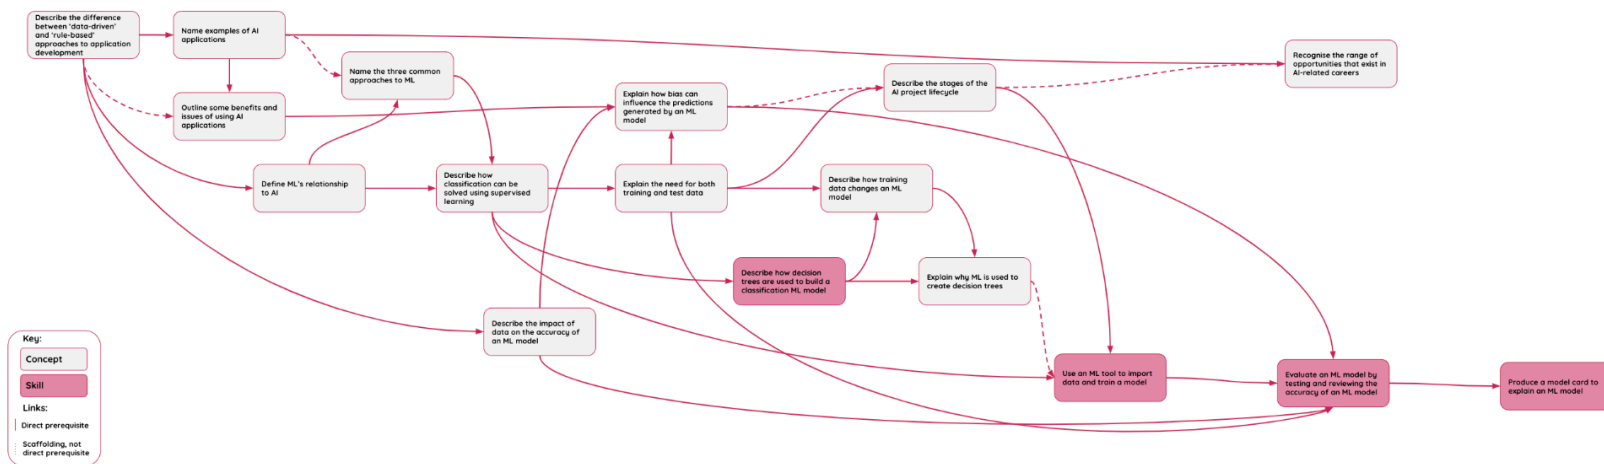 Describe the difference
between 'data-driven'
and 'rule-based'
approaches to application
development
Name examples of AI
applications
Name the three common
approaches to ML
Outline some benefits and
issues of using AI
applications
Define ML's relationship
to AI
Describe how
classification can be
solved using supervised
learning
Explain how bias can
influence the predictions
generated by an ML
model
Explain the need for both
training and test data
Describe the stages of the
AI project lifecycle
Recognise the range of
opportunities that exist in
AI-related careers
Describe how training
data changes an ML
model
Describe how decision
trees are used to build a
classification ML model
Explain why ML is used to
create decision trees
Describe the impact of
data on the accuracy of
an ML model
Use an ML tool to import
data and train a model
Evaluate an ML model by
testing and reviewing the
accuracy of an ML model
Produce a model card to
explain an ML model
Key:
Concept
Skill
Links:
Direct prerequisite
Scaffolding, not
direct prerequisite